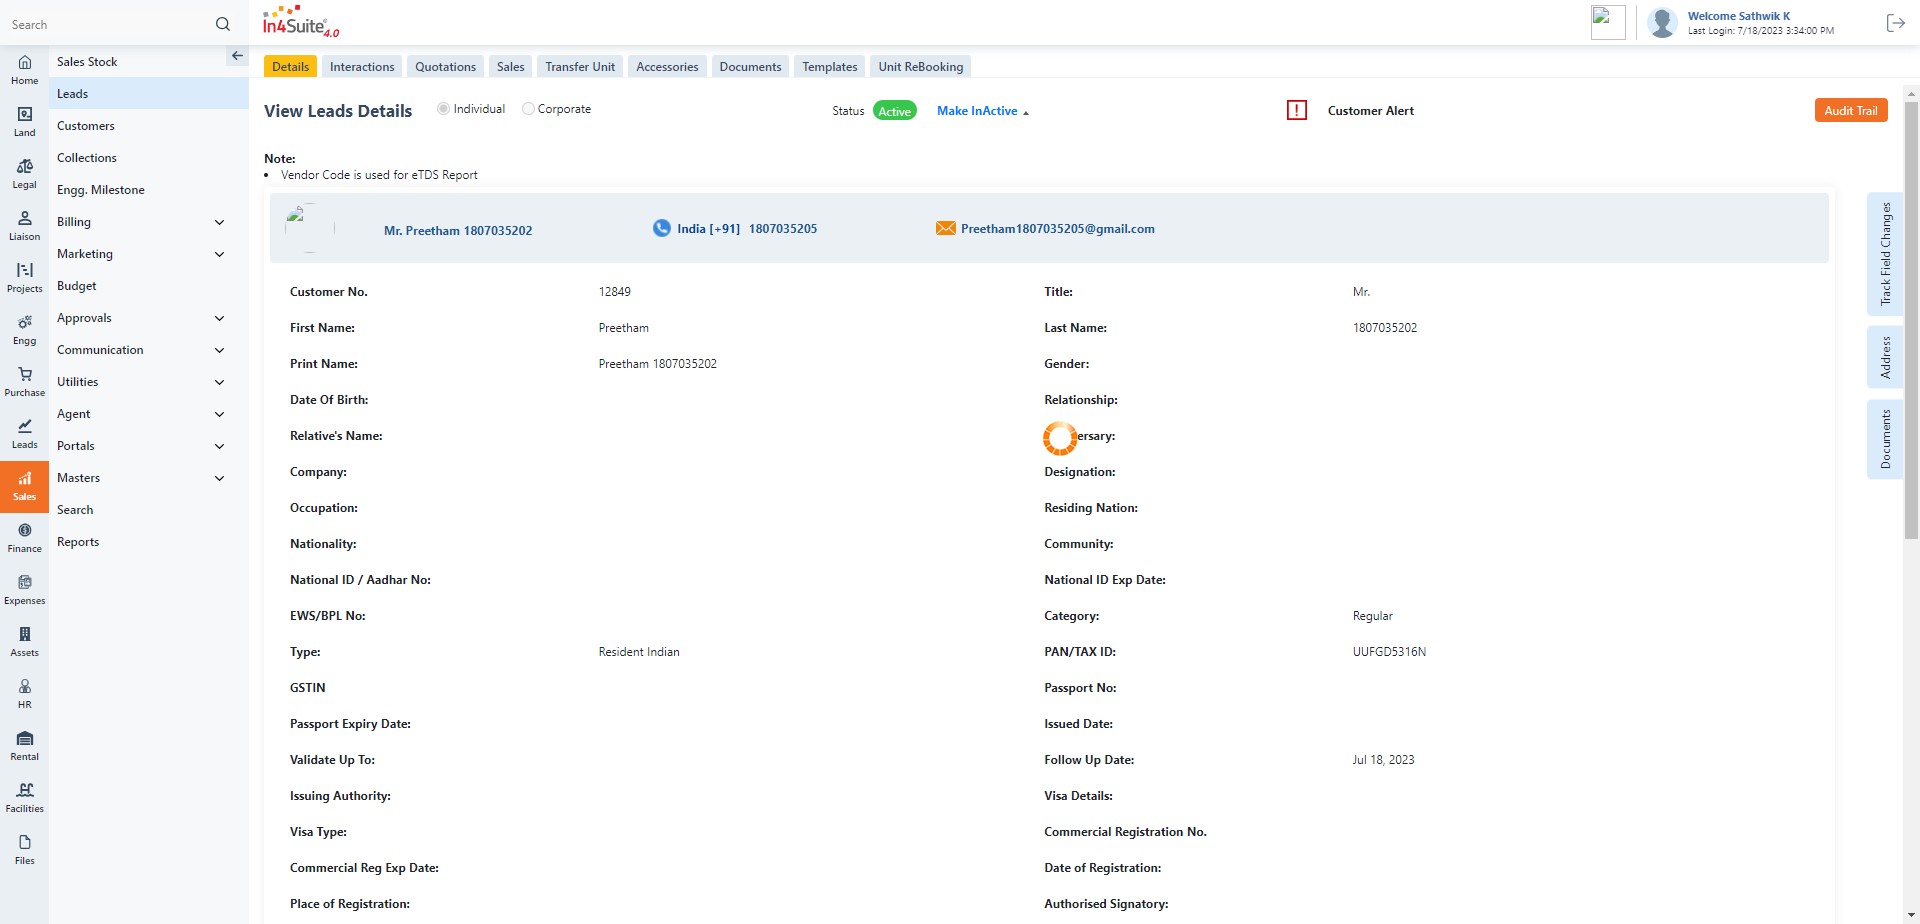 Search
In4Suite® 4.0
Welcome Sathwik K
Last Login: 7/18/2023 3:34:00 PM
Home
Land
Legal
Liaison
Projects
Engg
Purchase
Leads
Sales
Finance
Expenses
Assets
HR
Rental
Facilities
Files
Sales Stock
Leads
Customers
Collections
Engg. Milestone
Billing
Marketing
Budget
Approvals
Communication
Utilities
Agent
Portals
Masters
Search
Reports
Details Interactions Quotations Sales Transfer Unit Accessories Documents Templates Unit ReBooking
View Leads Details Individual Corporate Status Active Make InActive Customer Alert Audit Trail
Note:
• Vendor Code is used for eTDS Report
Mr. Preetham 1807035202 India [+91] 1807035205 Preetham1807035205@gmail.com
Customer No. 12849 Title: Mr.
First Name: Preetham Last Name: 1807035202
Print Name: Preetham 1807035202 Gender:
Date Of Birth: Relationship:
Relative's Name: ersary:
Company: Designation:
Occupation: Residing Nation:
Nationality: Community:
National ID / Aadhar No: National ID Exp Date:
EWS/BPL No: Category: Regular
Type: Resident Indian PAN/TAX ID: UUFGD5316N
GSTIN Passport No:
Passport Expiry Date: Issued Date:
Validate Up To: Follow Up Date: Jul 18, 2023
Issuing Authority: Visa Details:
Visa Type: Commercial Registration No.
Commercial Reg Exp Date: Date of Registration:
Place of Registration: Authorised Signatory:
Track Field Changes
Address
Documents